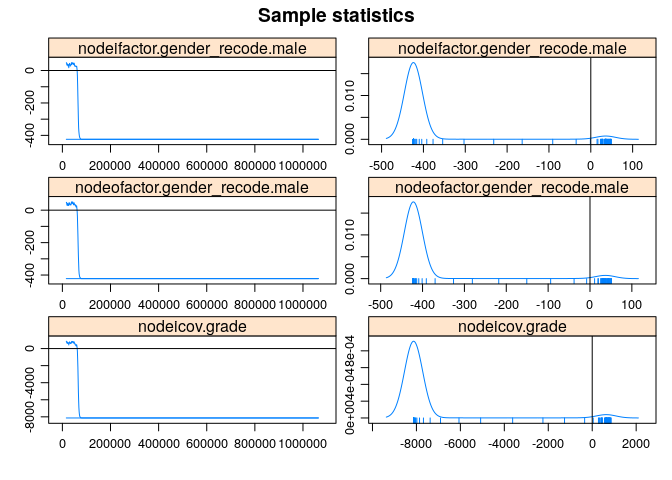 Sample statistics
nodeifactor.gender_recode.male
nodeifactor.gender_recode.male
-400 -200 0
0.000 0.010
0 200000 400000 600000 800000 1000000
-500 -400 -300 -200 -100 0 100
nodeofactor.gender_recode.male
nodeofactor.gender_recode.male
-400 -200 0
0.000 0.010
0 200000 400000 600000 800000 1000000
-500 -400 -300 -200 -100 0 100
nodeicov.grade
nodeicov.grade
-8000 -4000 0
0e+00 4e-04 8e-04
0 200000 400000 600000 800000 1000000
-8000 -6000 -4000 -2000 0 2000